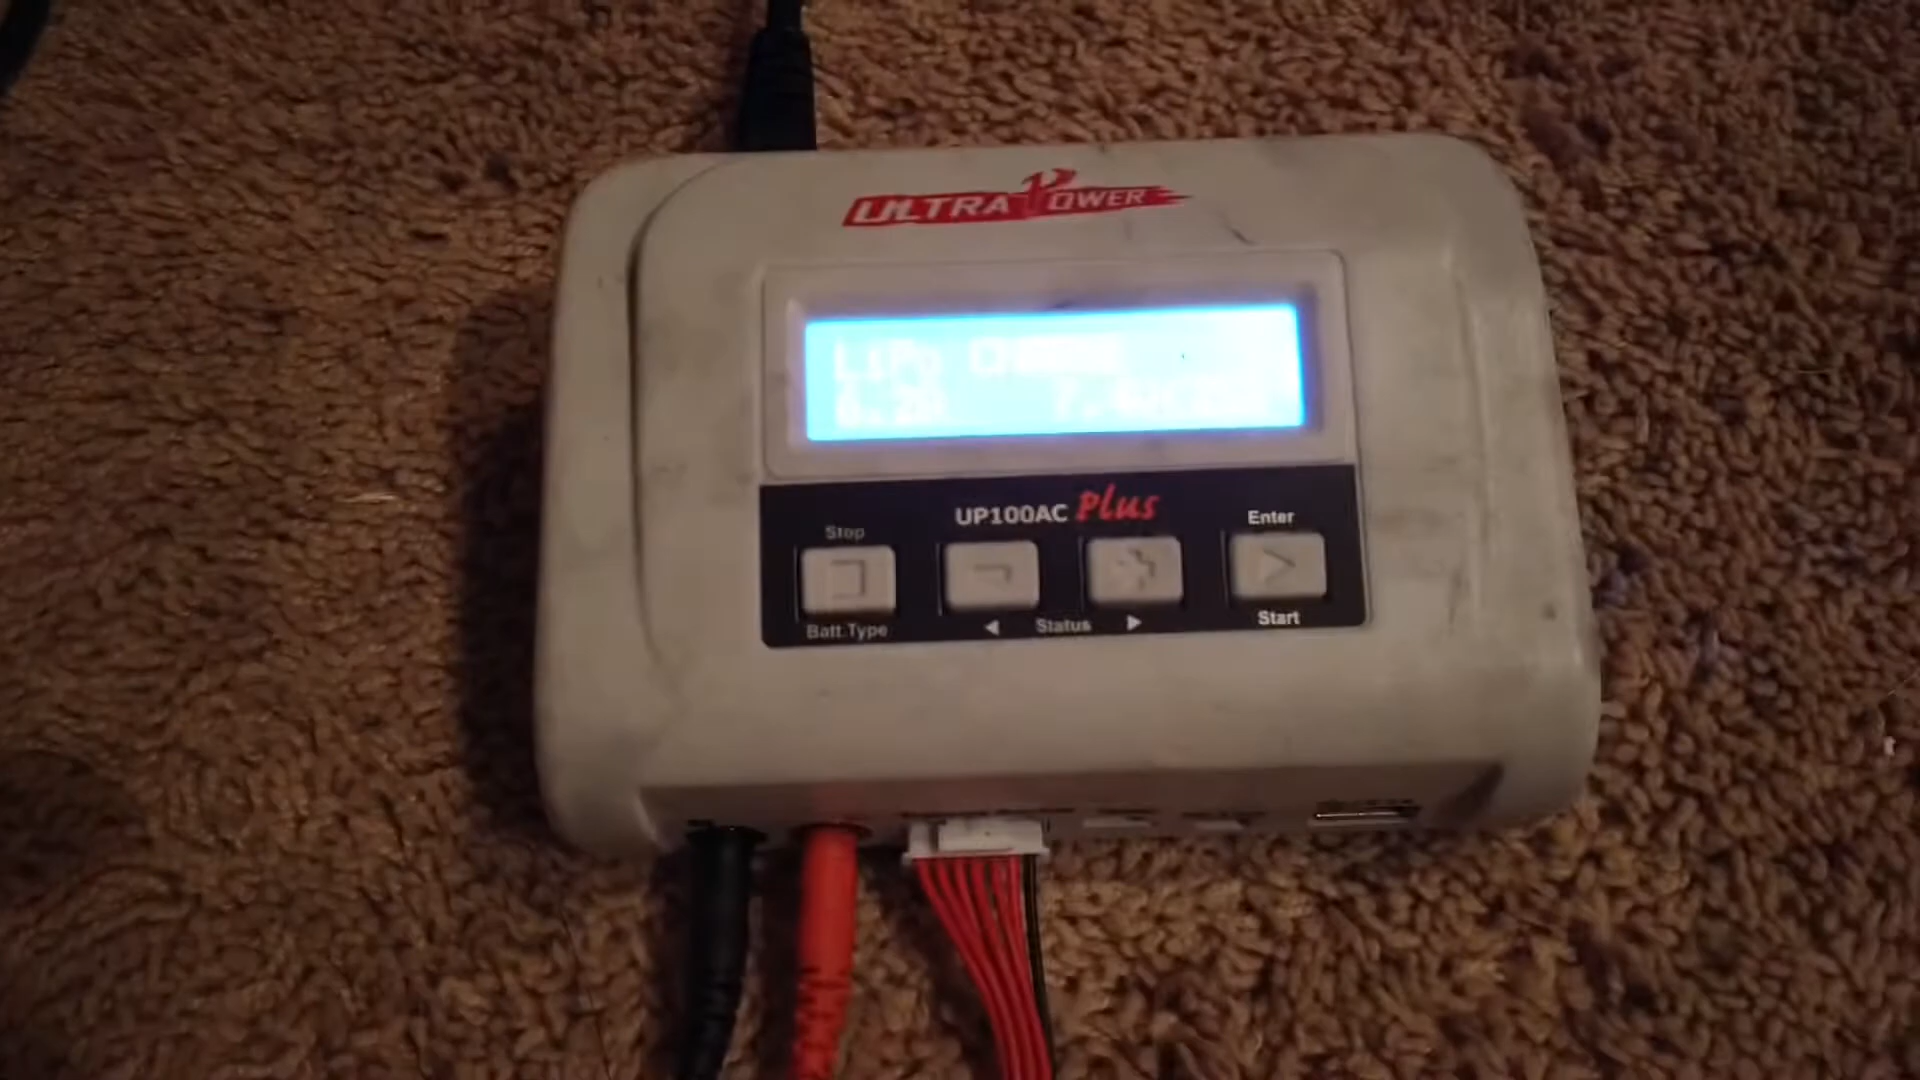 ULTRA POWER
LiPo
UP100AC Plus
Stop
Enter
Batt.Type
◀ Status ▶
Start